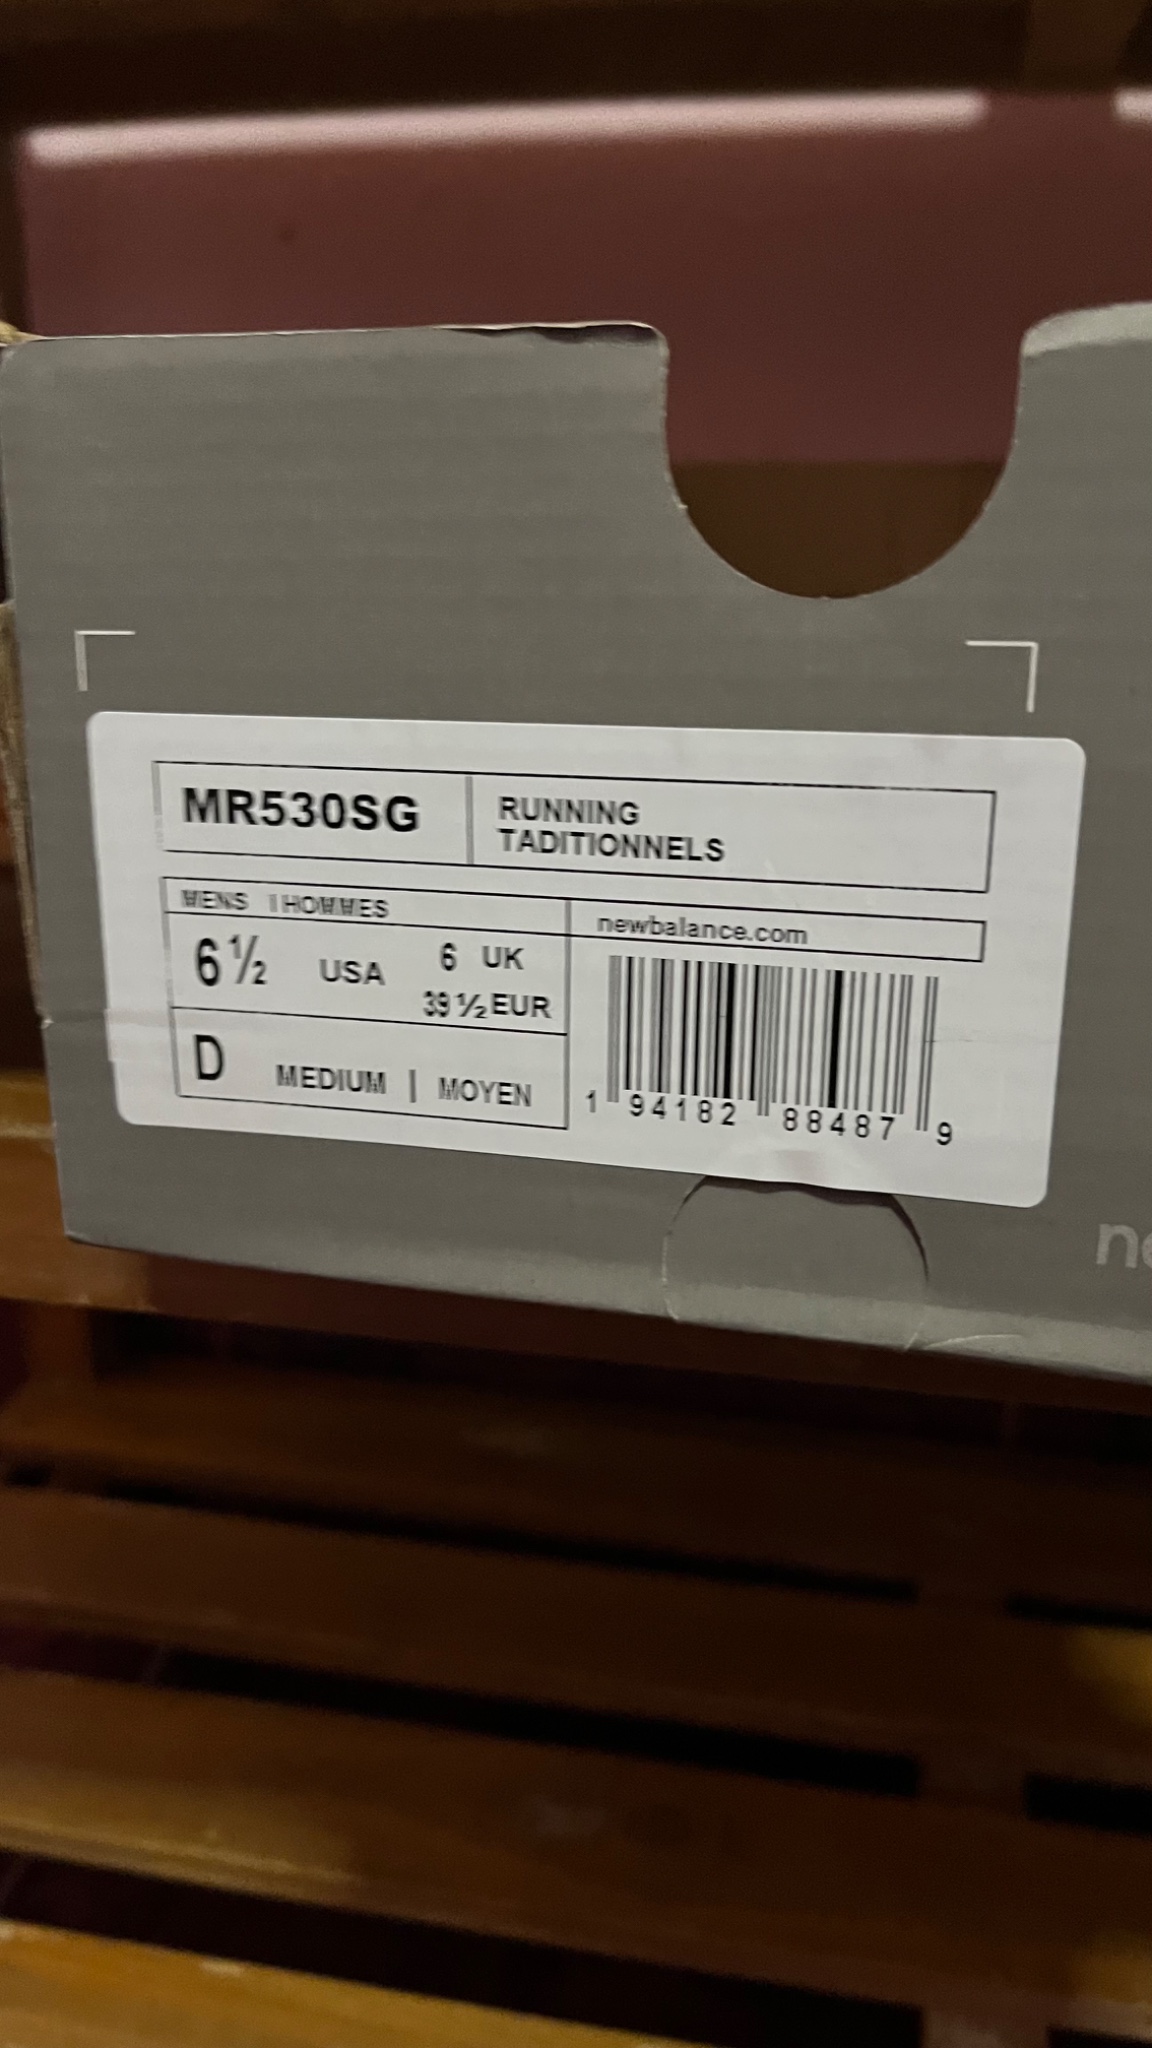 MR530SG
RUNNING
TADITIONNELS
MENS | HOMMES
newbalance.com
6 ½ USA
6 UK
39 ½ EUR
D MEDIUM | MOYEN
1 94182 88487 9